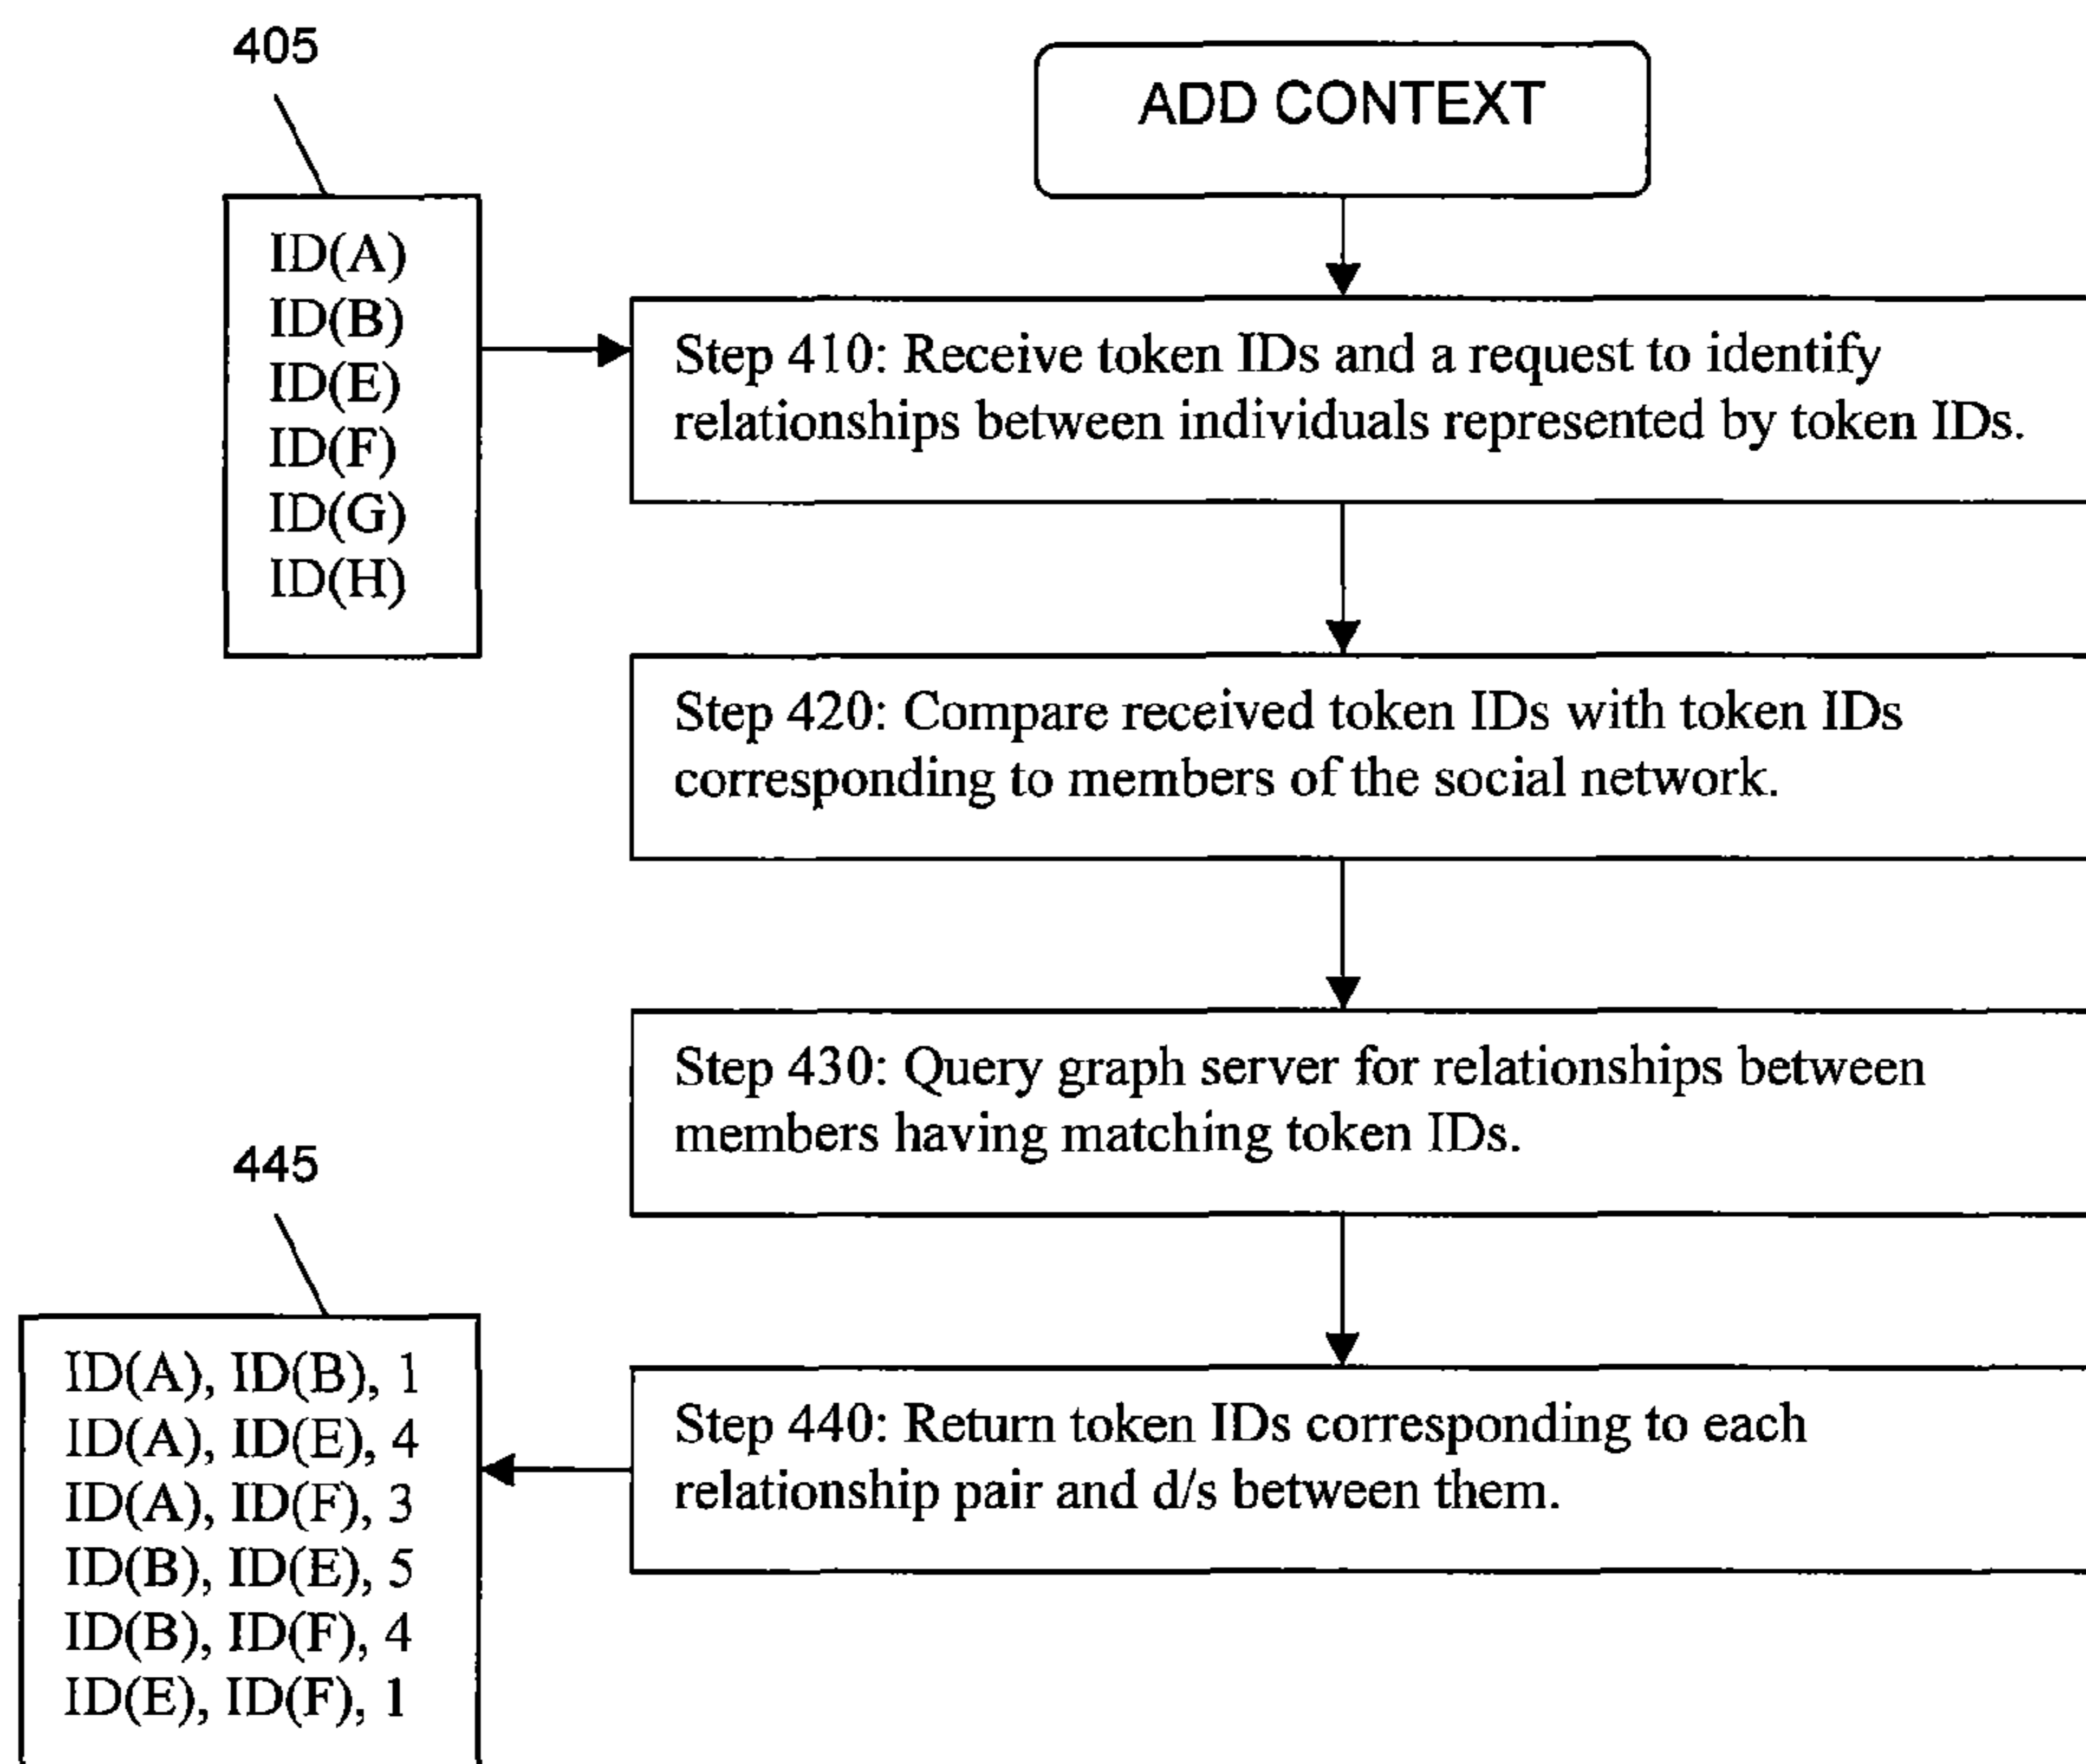 405
ADD CONTEXT
ID(A)
ID(B)
ID(E)
ID(F)
ID(G)
ID(H)
Step 410: Receive token IDs and a request to identify
relationships between individuals represented by token IDs.
Step 420: Compare received token IDs with token IDs
corresponding to members of the social network.
Step 430: Query graph server for relationships between
members having matching token IDs.
445
ID(A), ID(B), 1
ID(A), ID(E), 4
ID(A), ID(F), 3
ID(B), ID(E), 5
ID(B), ID(F), 4
ID(E), ID(F), 1
Step 440: Return token IDs corresponding to each
relationship pair and d/s between them.